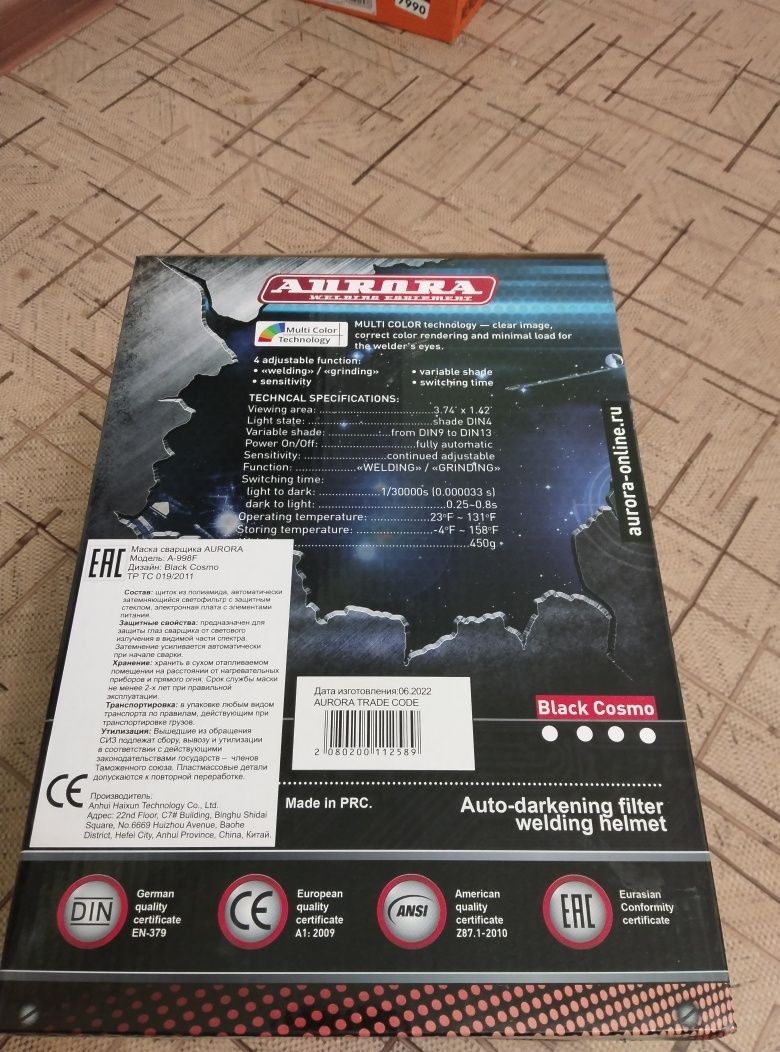 7990
AURORA
WELDING EQUIPMENT
Multi Color
Technology
MULTI COLOR technology — clear image,
correct color rendering and minimal load for
the welder's eyes.
4 adjustable function:
• «welding» / «grinding»
• sensitivity
• variable shade
• switching time
TECHNCAL SPECIFICATIONS:
Viewing area: 3.74' x 1.42'
Light state: shade DIN4
Variable shade: from DIN9 to DIN13
Power On/Off: fully automatic
Sensitivity: continued adjustable
Function: «WELDING» / «GRINDING»
Switching time:
light to dark: 1/30000s (0.000033 s)
dark to light: 0.25~0.8s
Operating temperature: 23°F ~ 131°F
Storing temperature: -4°F ~ 158°F
450g
aurora-online.ru
EAC
Маска сварщика AURORA
Модель: A-998F
Дизайн: Black Cosmo
ТР ТС 019/2011
Состав: щиток из полиамида, автоматически
затемняющийся светофильтр с защитным
стеклом, электронная плата с элементами
питания.
Защитные свойства: предназначен для
защиты глаз сварщика от светового
излучения в видимой части спектра.
Затемнение усиливается автоматически
при начале сварки.
Хранение: хранить в сухом отапливаемом
помещении на расстоянии от нагревательных
приборов и прямого огня. Срок службы маски
не менее 2-х лет при правильной
эксплуатации.
Транспортировка: в упаковке любым видом
транспорта по правилам, действующим при
транспортировке грузов.
Утилизация: Вышедшие из обращения
СИЗ подлежат сбору, вывозу и утилизации
в соответствии с действующими
законодательствами государств – членов
Таможенного союза. Пластмассовые детали
допускаются к повторной переработке.
CE
Производитель:
Anhui Haixun Technology Co., Ltd.
Адрес: 22nd Floor, C7# Building, Binghu Shidai
Square, No.6669 Huizhou Avenue, Baohe
District, Hefei City, Anhui Province, China, Китай.
Дата изготовления:06.2022
AURORA TRADE CODE
2 080200 112589
Black Cosmo
Made in PRC.
Auto-darkening filter
welding helmet
DIN
German
quality
certificate
EN-379
CE
European
quality
certificate
A1: 2009
ANSI
American
quality
certificate
Z87.1-2010
EAC
Eurasian
Conformity
certificate